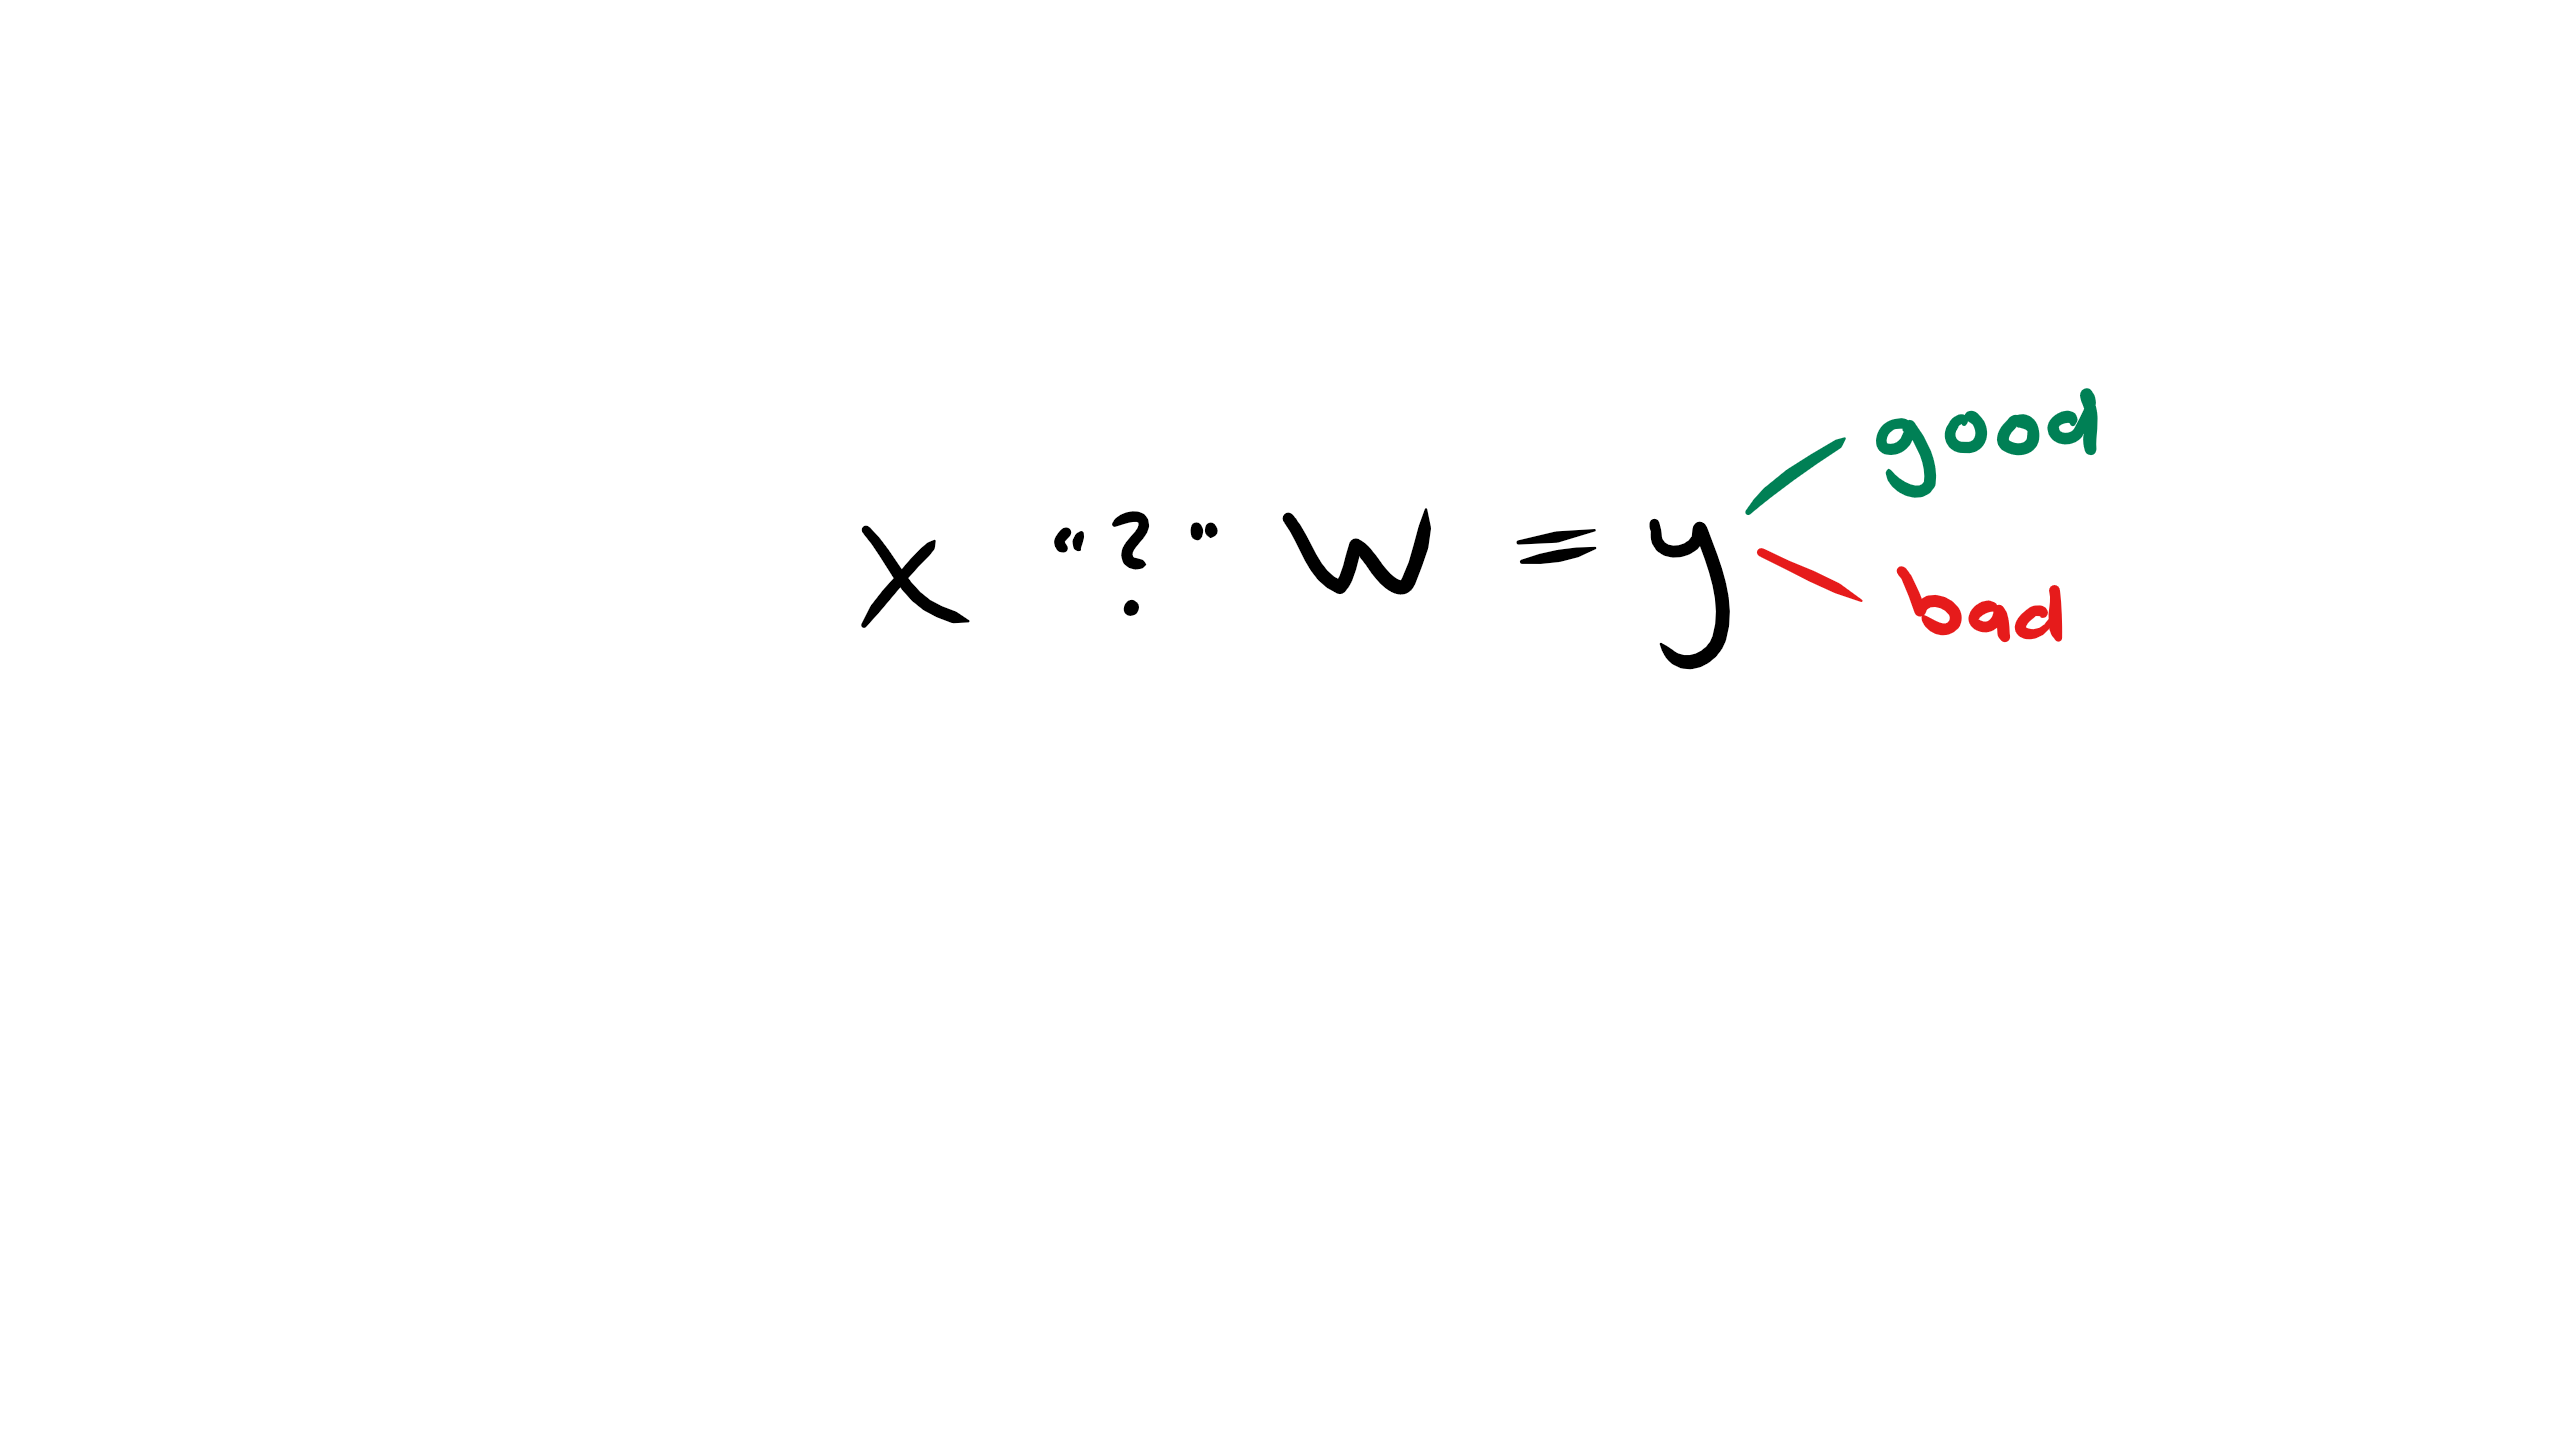 x “?” w = y
good
bad